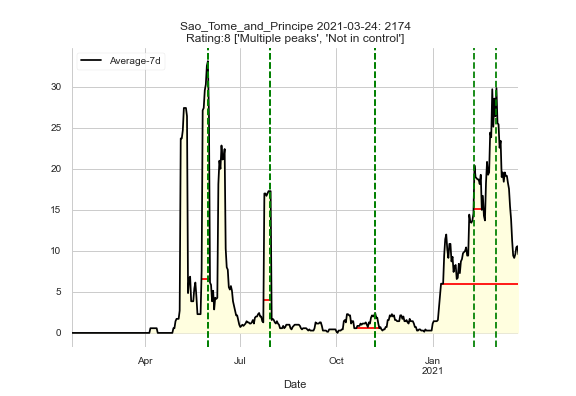 Sao_Tome_and_Principe 2021-03-24: 2174
Rating:8 ['Multiple peaks', 'Not in control']
Average-7d
30
25
20
15
10
5
0
Apr
Jul
Oct
Jan
2021
Date